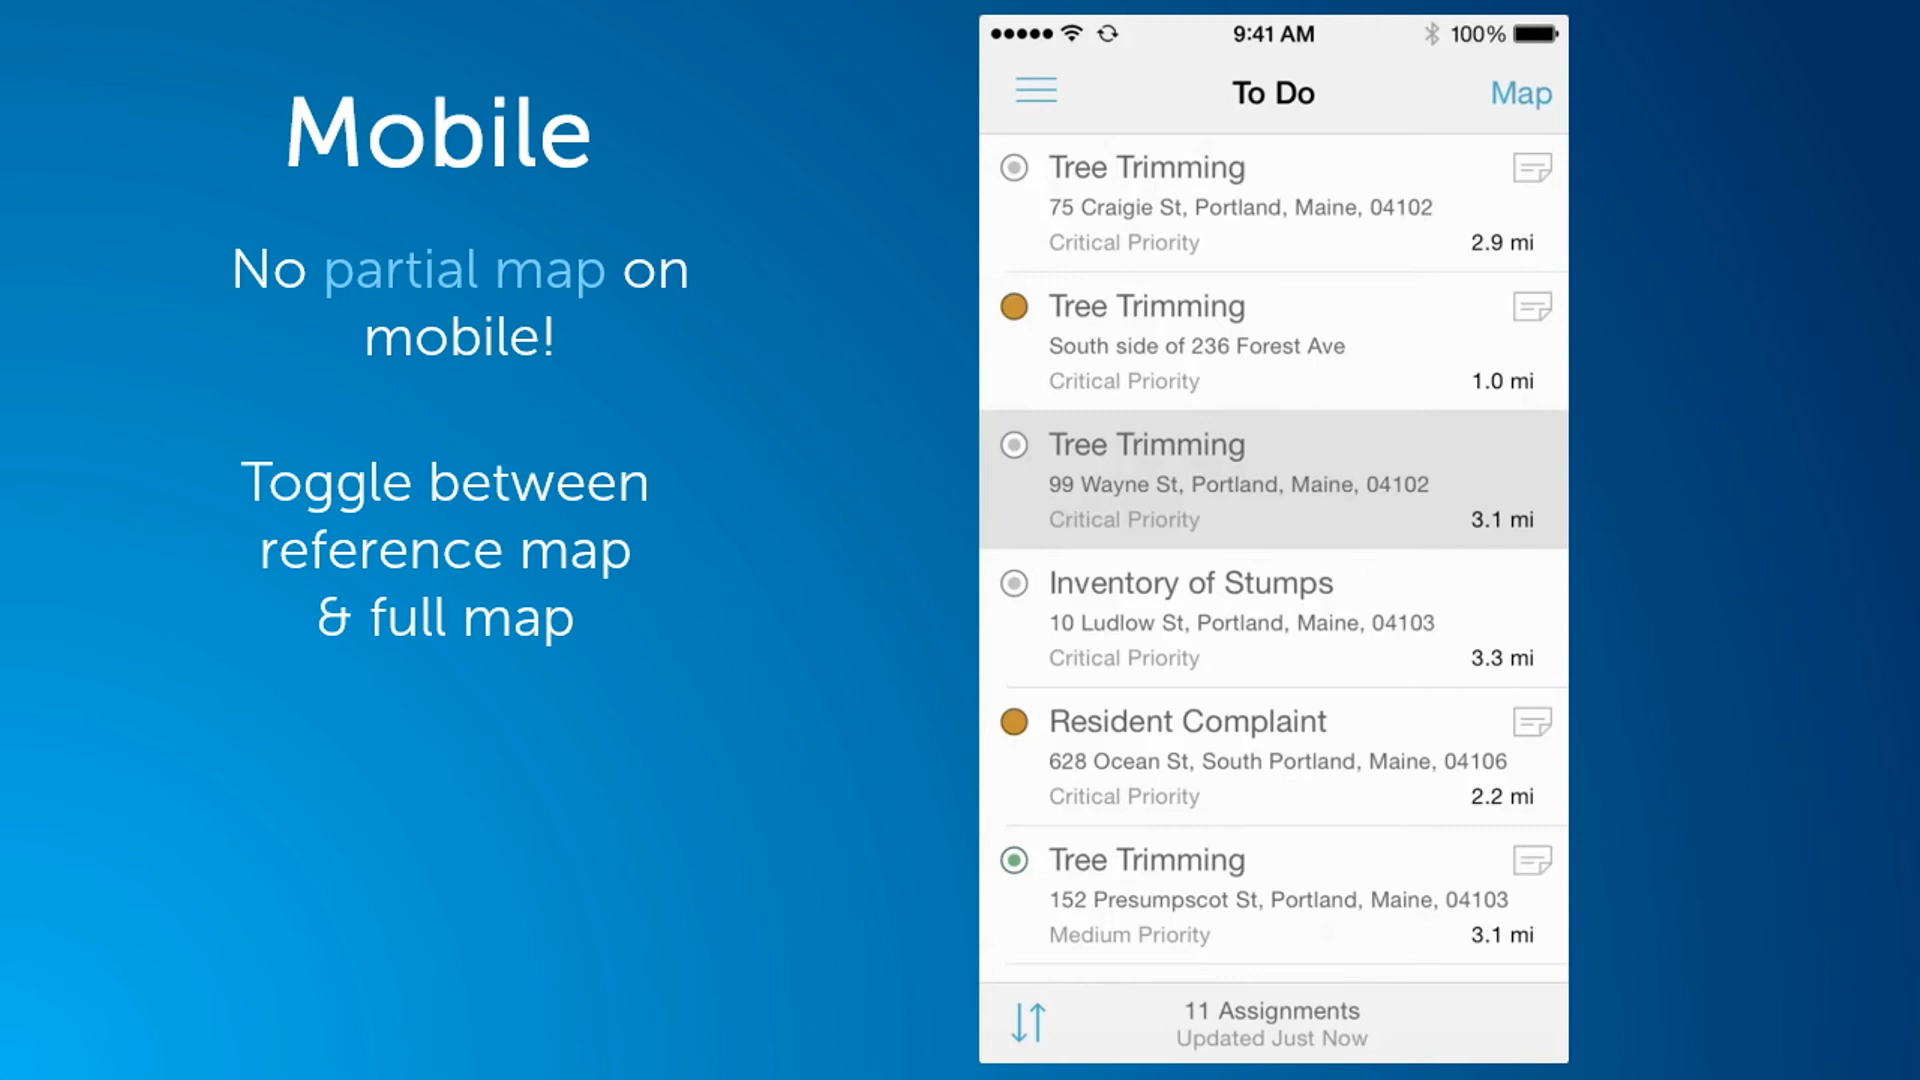 Mobile
No partial map on
mobile!
Toggle between
reference map
& full map
9:41 AM
100%
To Do
Map
Tree Trimming
75 Craigie St, Portland, Maine, 04102
Critical Priority
2.9 mi
Tree Trimming
South side of 236 Forest Ave
Critical Priority
1.0 mi
Tree Trimming
99 Wayne St, Portland, Maine, 04102
Critical Priority
3.1 mi
Inventory of Stumps
10 Ludlow St, Portland, Maine, 04103
Critical Priority
3.3 mi
Resident Complaint
628 Ocean St, South Portland, Maine, 04106
Critical Priority
2.2 mi
Tree Trimming
152 Presumpscot St, Portland, Maine, 04103
Medium Priority
3.1 mi
11 Assignments
Updated Just Now